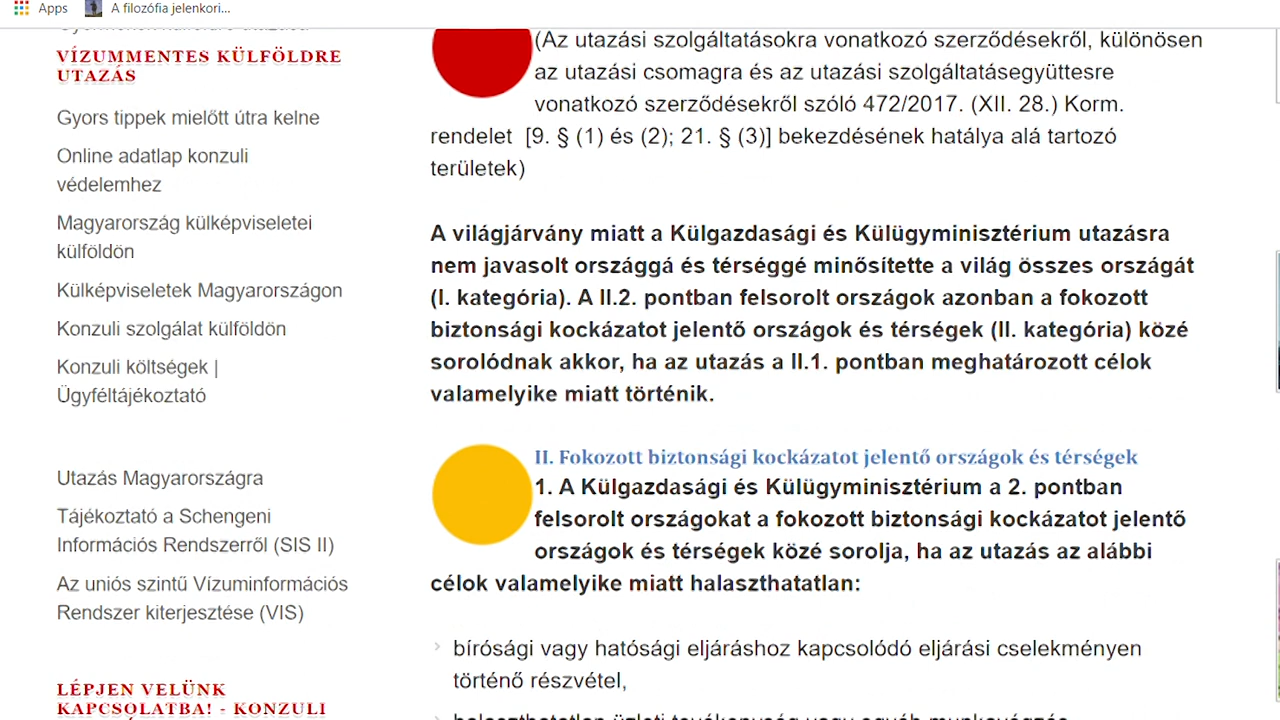 Apps
A filozófia jelenkori...
VÍZUMMENTES KÜLFÖLDRE
UTAZÁS
Gyors tippek mielőtt útra kelne
Online adatlap konzuli
védelemhez
Magyarország külképviseletei
külföldön
Külképviseletek Magyarországon
Konzuli szolgálat külföldön
Konzuli költségek |
Ügyféltájékoztató
Utazás Magyarországra
Tájékoztató a Schengeni
Információs Rendszerről (SIS II)
Az uniós szintű Vízuminformációs
Rendszer kiterjesztése (VIS)
LÉPJEN VELÜNK
KAPCSOLATBA! - KONZULI
(Az utazási szolgáltatásokra vonatkozó szerződésekről, különösen
az utazási csomagra és az utazási szolgáltatásegyüttesre
vonatkozó szerződésekről szóló 472/2017. (XII. 28.) Korm.
rendelet [9. § (1) és (2); 21. § (3)] bekezdésének hatálya alá tartozó
területek)
A világjárvány miatt a Külgazdasági és Külügyminisztérium utazásra
nem javasolt országgá és térséggé minősítette a világ összes országát
(I. kategória). A II.2. pontban felsorolt országok azonban a fokozott
biztonsági kockázatot jelentő országok és térségek (II. kategória) közé
sorolódnak akkor, ha az utazás a II.1. pontban meghatározott célok
valamelyike miatt történik.
II. Fokozott biztonsági kockázatot jelentő országok és térségek
1. A Külgazdasági és Külügyminisztérium a 2. pontban
felsorolt országokat a fokozott biztonsági kockázatot jelentő
országok és térségek közé sorolja, ha az utazás az alábbi
célok valamelyike miatt halaszthatatlan:
bírósági vagy hatósági eljáráshoz kapcsolódó eljárási cselekményen
történő részvétel,